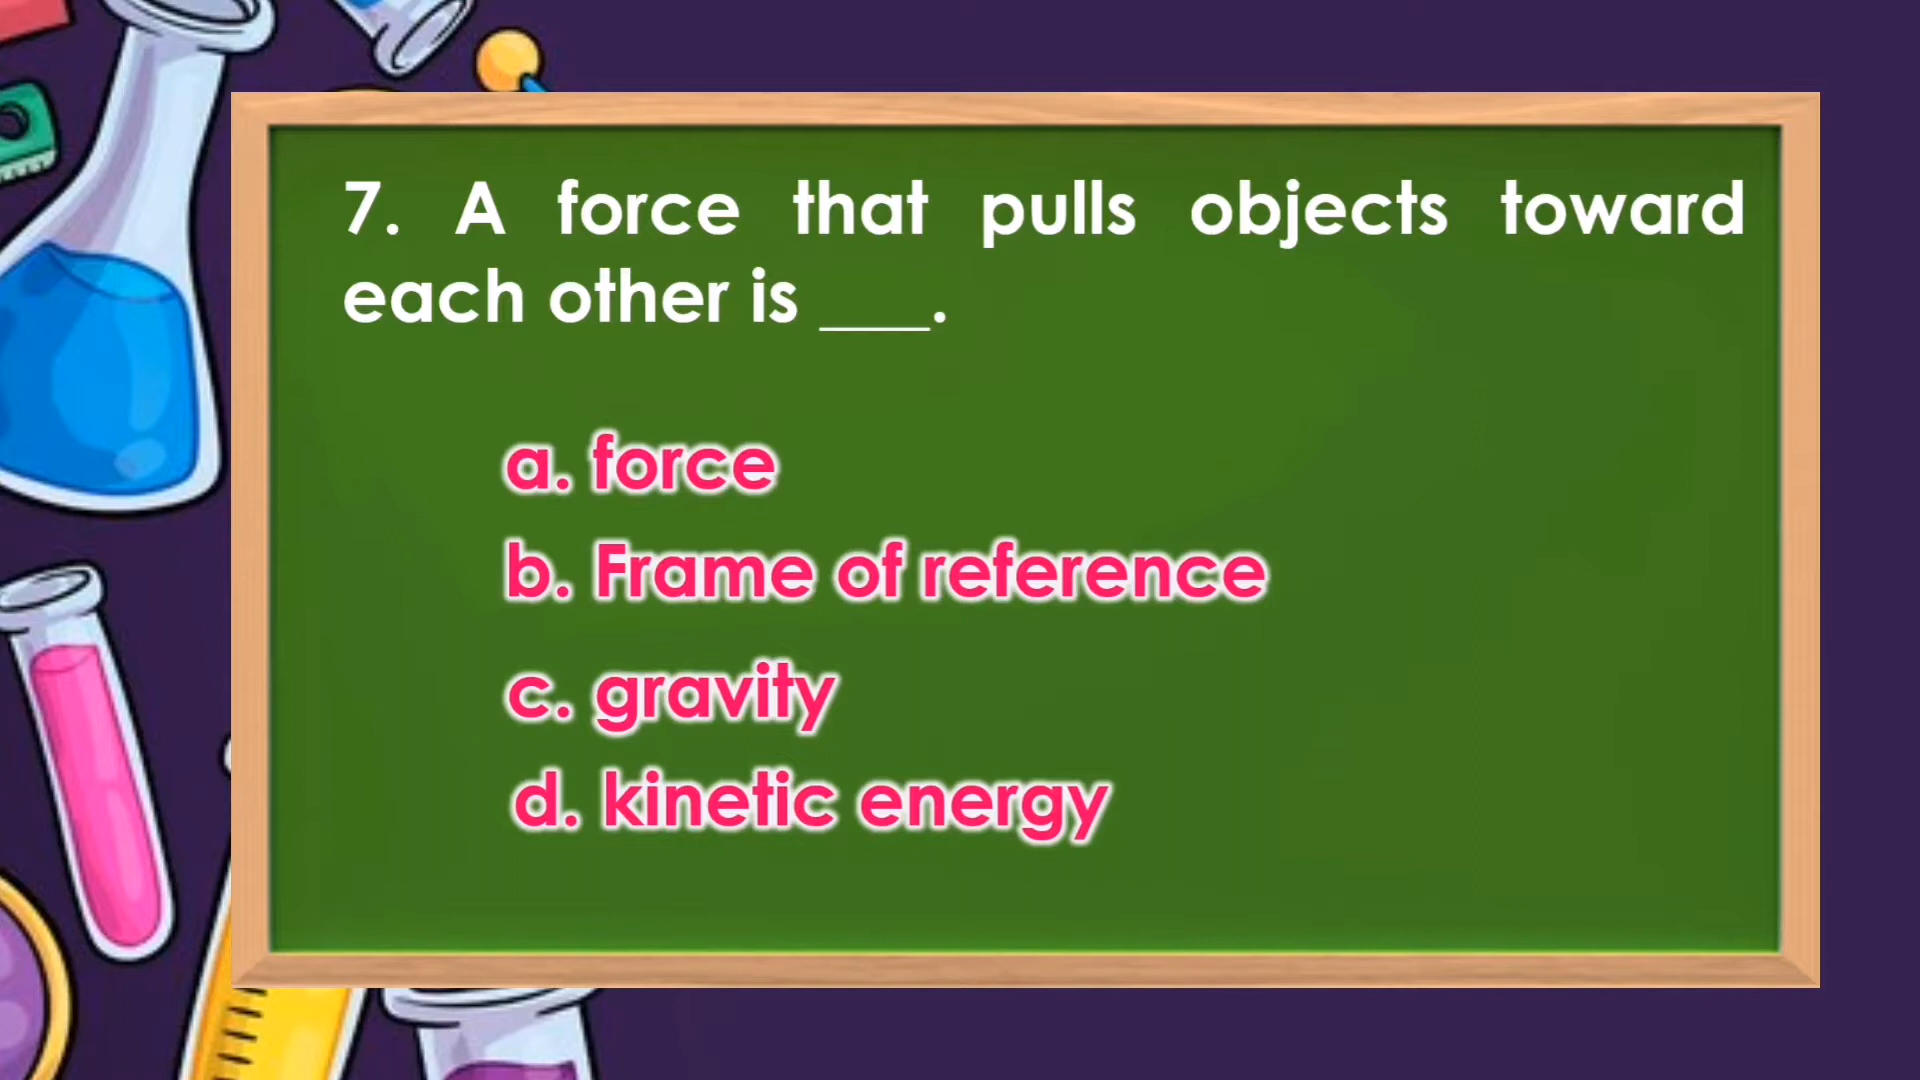 7. A force that pulls objects toward
each other is ___.
a. force
b. Frame of reference
c. gravity
d. kinetic energy